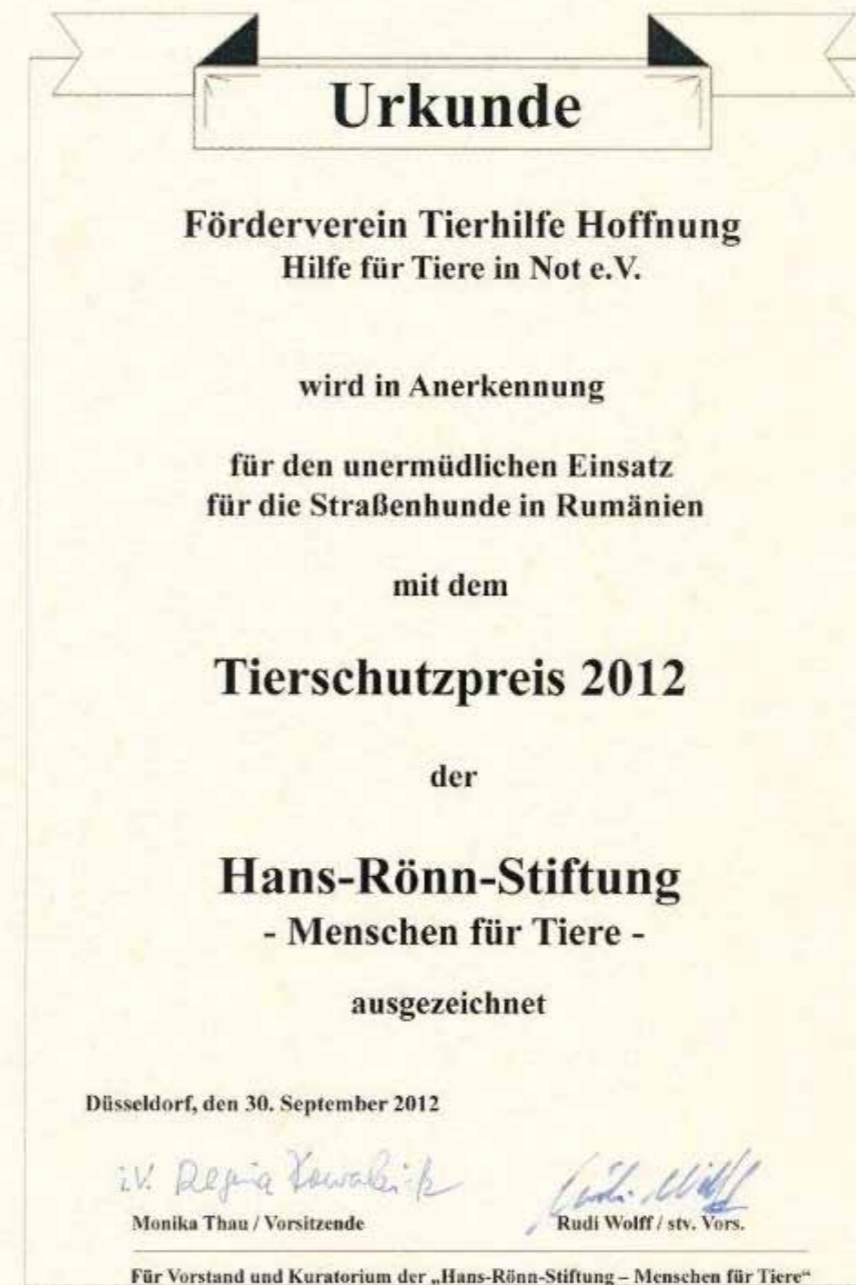 Urkunde
Förderverein Tierhilfe Hoffnung
Hilfe für Tiere in Not e.V.
wird in Anerkennung
für den unermüdlichen Einsatz
für die Straßenhunde in Rumänien
mit dem
Tierschutzpreis 2012
der
Hans-Rönn-Stiftung
- Menschen für Tiere -
ausgezeichnet
Düsseldorf, den 30. September 2012
i.V. Regina
Monika Thau / Vorsitzende Rudi Wolff / stv. Vors.
Für Vorstand und Kuratorium der „Hans-Rönn-Stiftung – Menschen für Tiere“